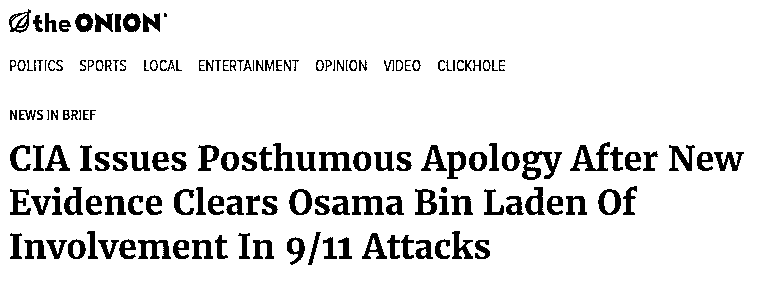 the ONION
POLITICS SPORTS LOCAL ENTERTAINMENT OPINION VIDEO CLICKHOLE
NEWS IN BRIEF
CIA Issues Posthumous Apology After New
Evidence Clears Osama Bin Laden Of
Involvement In 9/11 Attacks